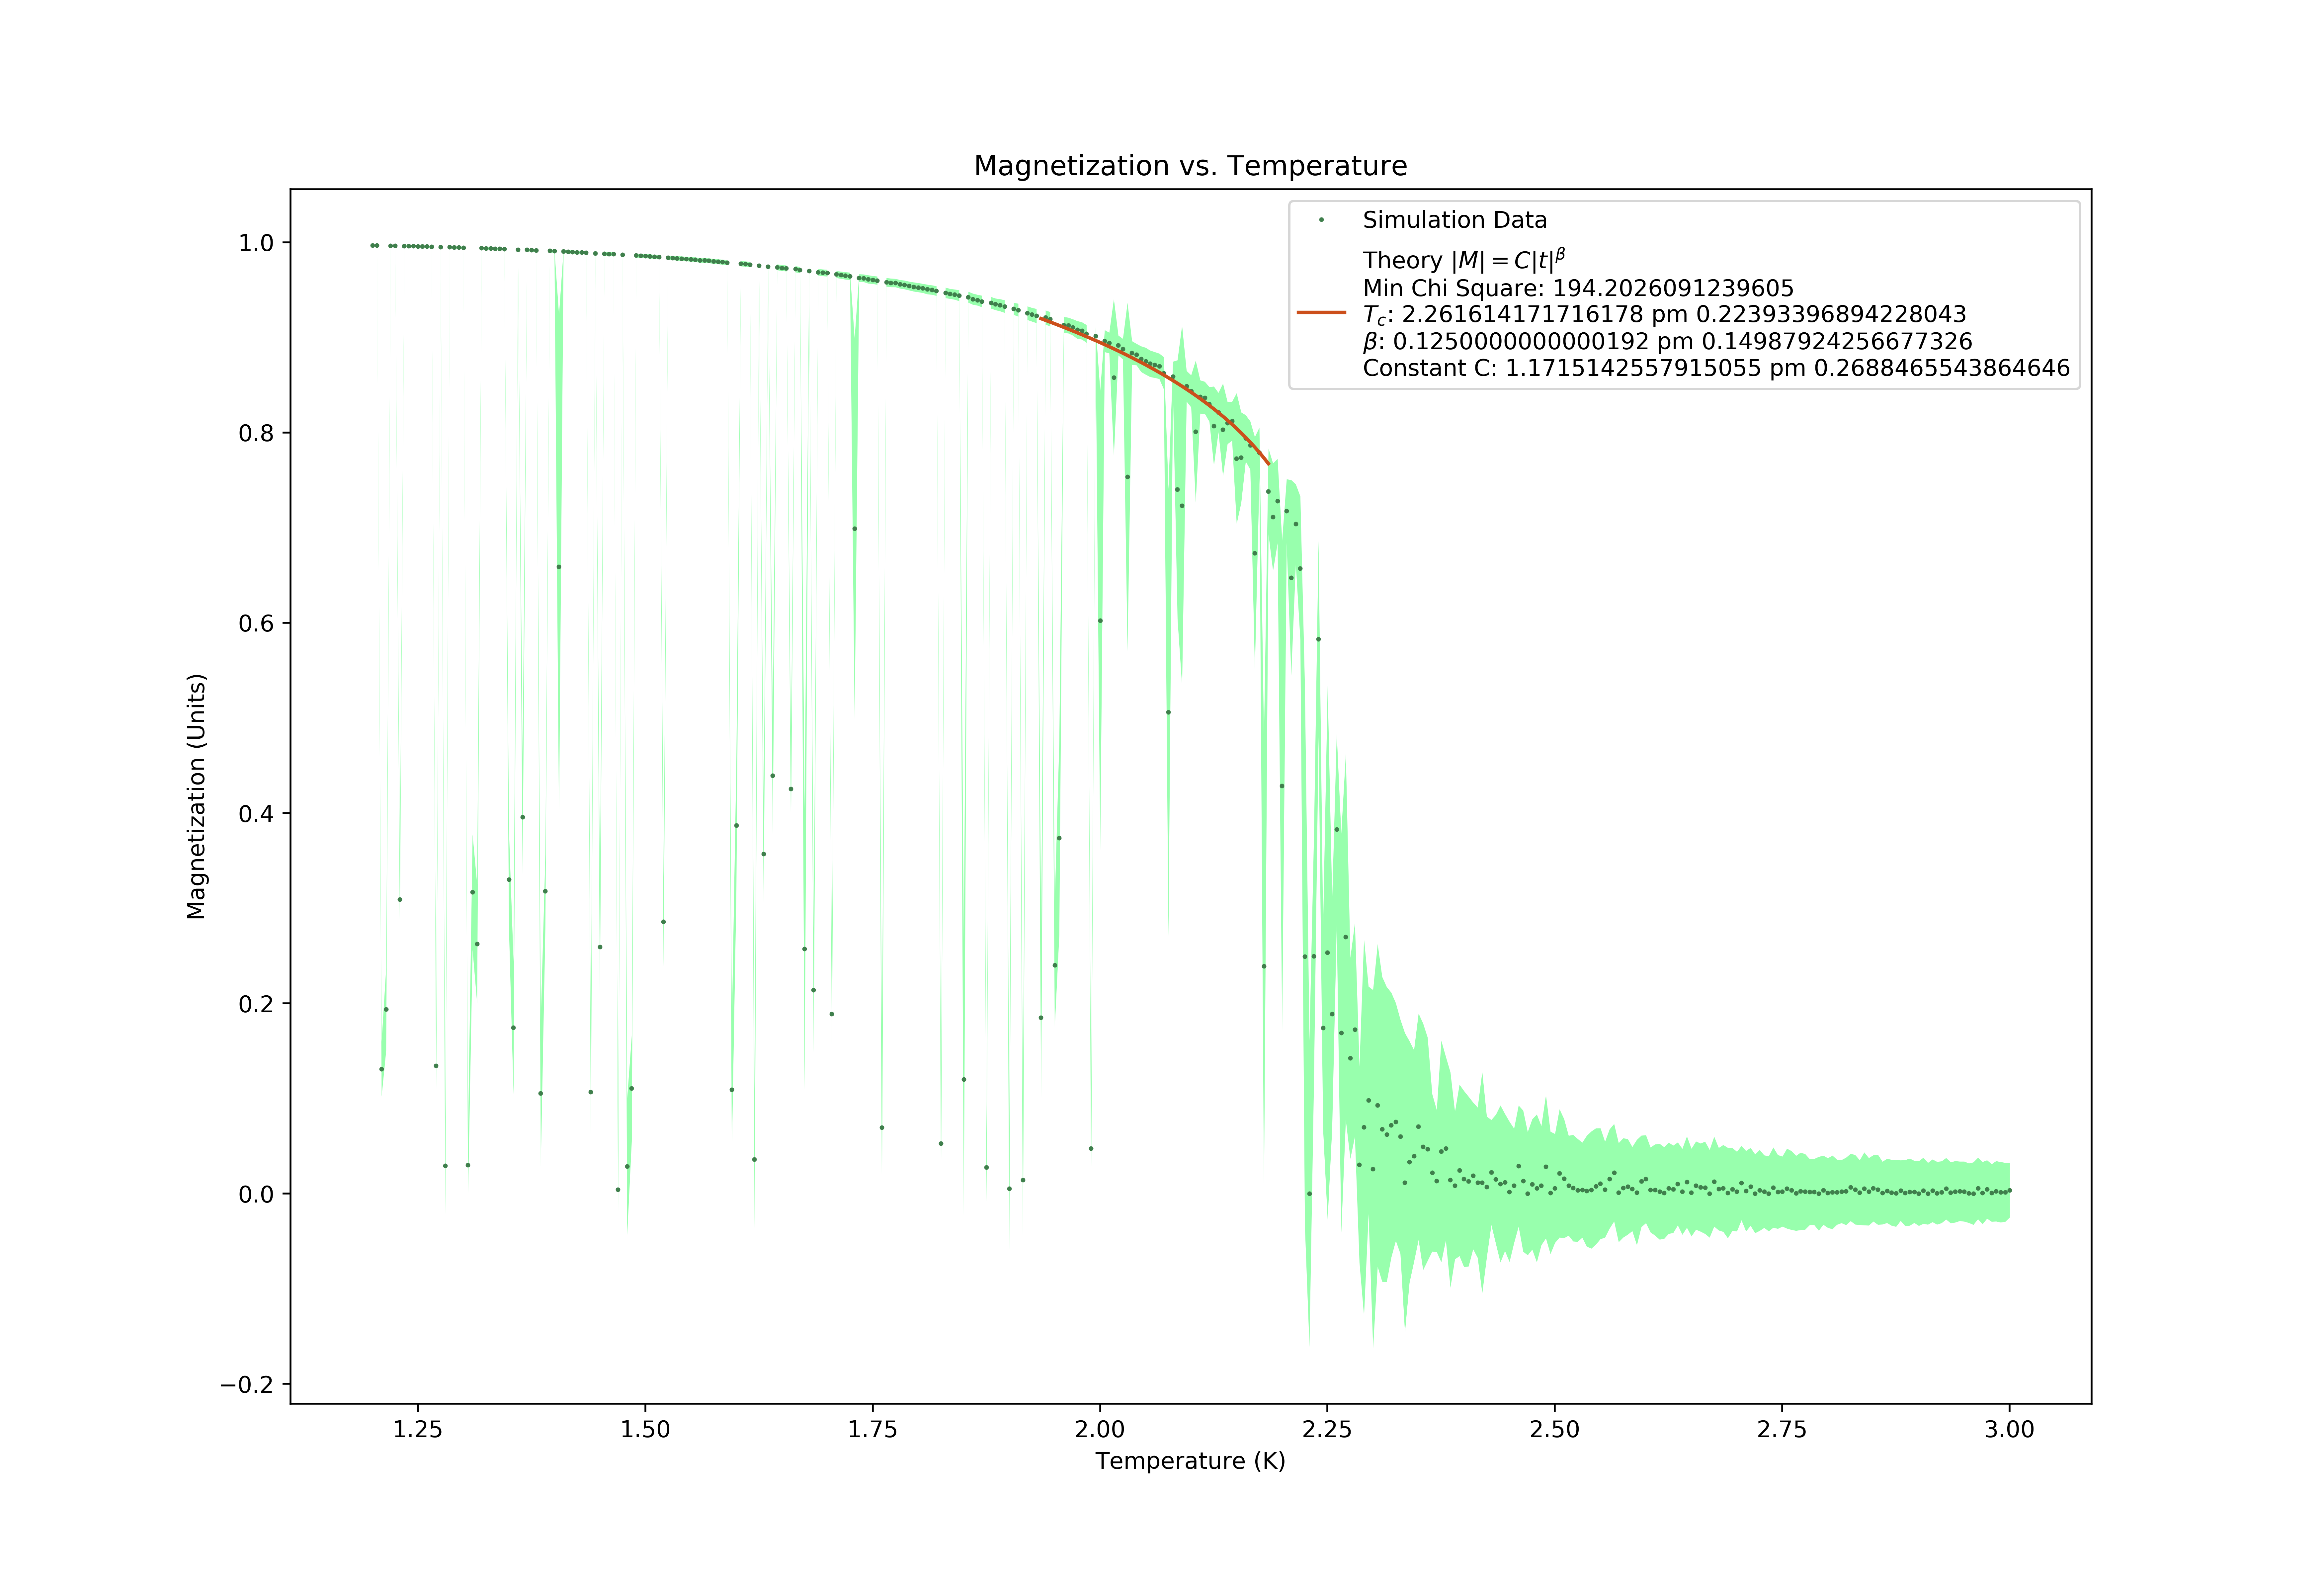 Magnetization vs. Temperature
Simulation Data
Theory |M| = C|t|^β
Min Chi Square: 194.2026091239605
T_c: 2.261614171716178 pm 0.22393396894228043
β: 0.1250000000000192 pm 0.14987924256677326
Constant C: 1.1715142557915055 pm 0.2688465543864646
Magnetization (Units)
1.0
0.8
0.6
0.4
0.2
0.0
−0.2
1.25 1.50 1.75 2.00 2.25 2.50 2.75 3.00
Temperature (K)